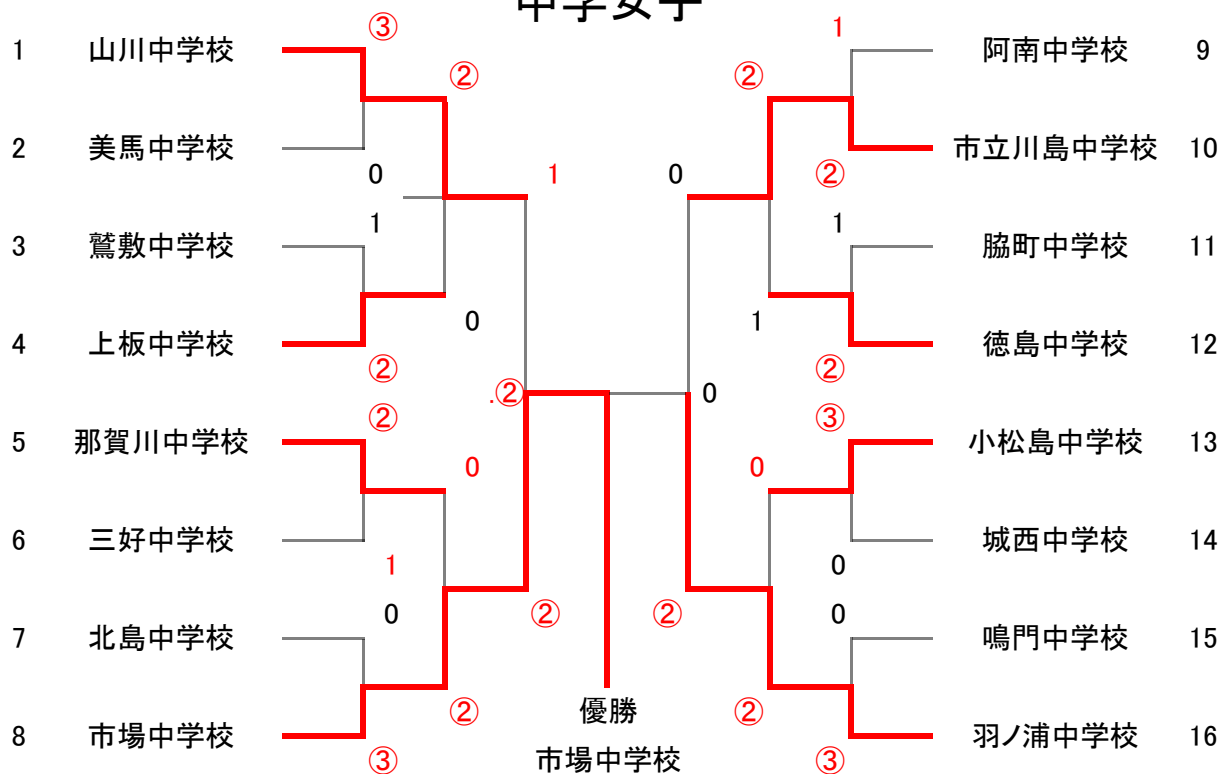 中学女子
1 山川中学校 ③ 1 阿南中学校 9
② ②
2 美馬中学校 0 1 0 ② 市立川島中学校 10
3 鷲敷中学校 1 1 脇町中学校 11
0 1
4 上板中学校 ② ② 徳島中学校 12
.② 0
5 那賀川中学校 ② ③ 小松島中学校 13
0 0
6 三好中学校 1 0 城西中学校 14
7 北島中学校 0 ② ② 0 鳴門中学校 15
② 優勝 ②
8 市場中学校 ③ 市場中学校 ③ 羽ノ浦中学校 16